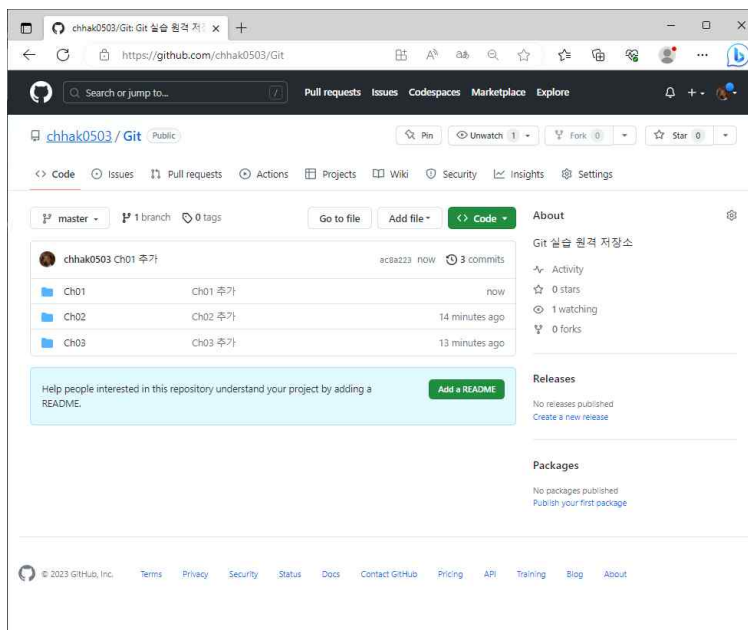 chhak0503/Git: Git 실습 원격 저장
https://github.com/chhak0503/Git
Search or jump to... /
Pull requests Issues Codespaces Marketplace Explore
chhak0503 / Git Public
Pin Unwatch 1 Fork 0 Star 0
Code Issues Pull requests Actions Projects Wiki Security Insights Settings
master 1 branch 0 tags Go to file Add file Code
chhak0503 Ch01 추가 ac8a223 now 3 commits
Ch01 Ch01 추가 now
Ch02 Ch02 추가 14 minutes ago
Ch03 Ch03 추가 13 minutes ago
Help people interested in this repository understand your project by adding a
README.
Add a README
About
Git 실습 원격 저장소
Activity
0 stars
1 watching
0 forks
Releases
No releases published
Create a new release
Packages
No packages published
Publish your first package
© 2023 GitHub, Inc. Terms Privacy Security Status Docs Contact GitHub Pricing API Training Blog About